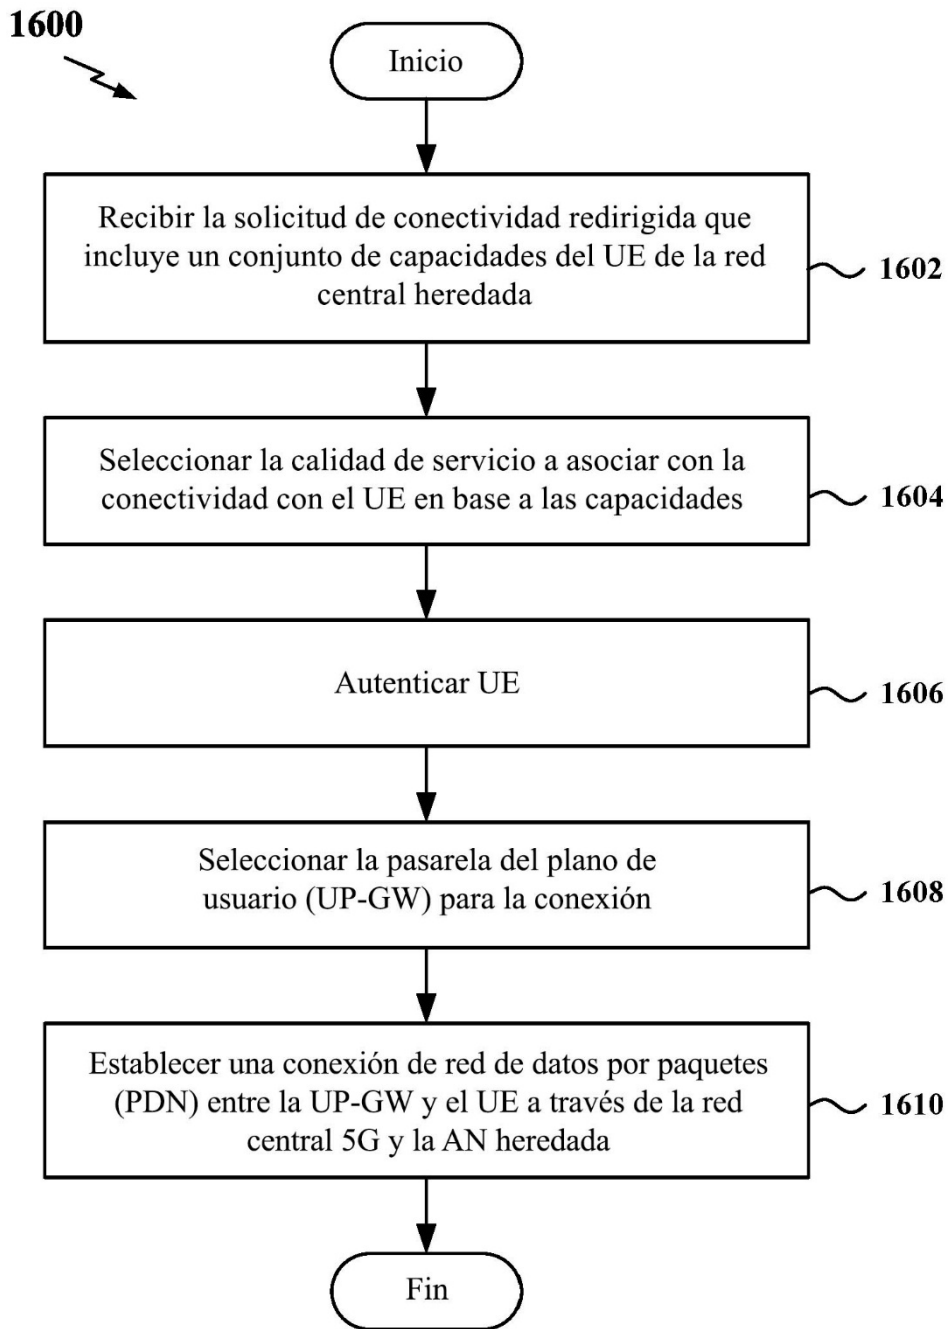 1600
Inicio
Recibir la solicitud de conectividad redirigida que
incluye un conjunto de capacidades del UE de la red
central heredada
1602
Seleccionar la calidad de servicio a asociar con la
conectividad con el UE en base a las capacidades
1604
Autenticar UE
1606
Seleccionar la pasarela del plano de
usuario (UP-GW) para la conexión
1608
Establecer una conexión de red de datos por paquetes
(PDN) entre la UP-GW y el UE a través de la red
central 5G y la AN heredada
1610
Fin